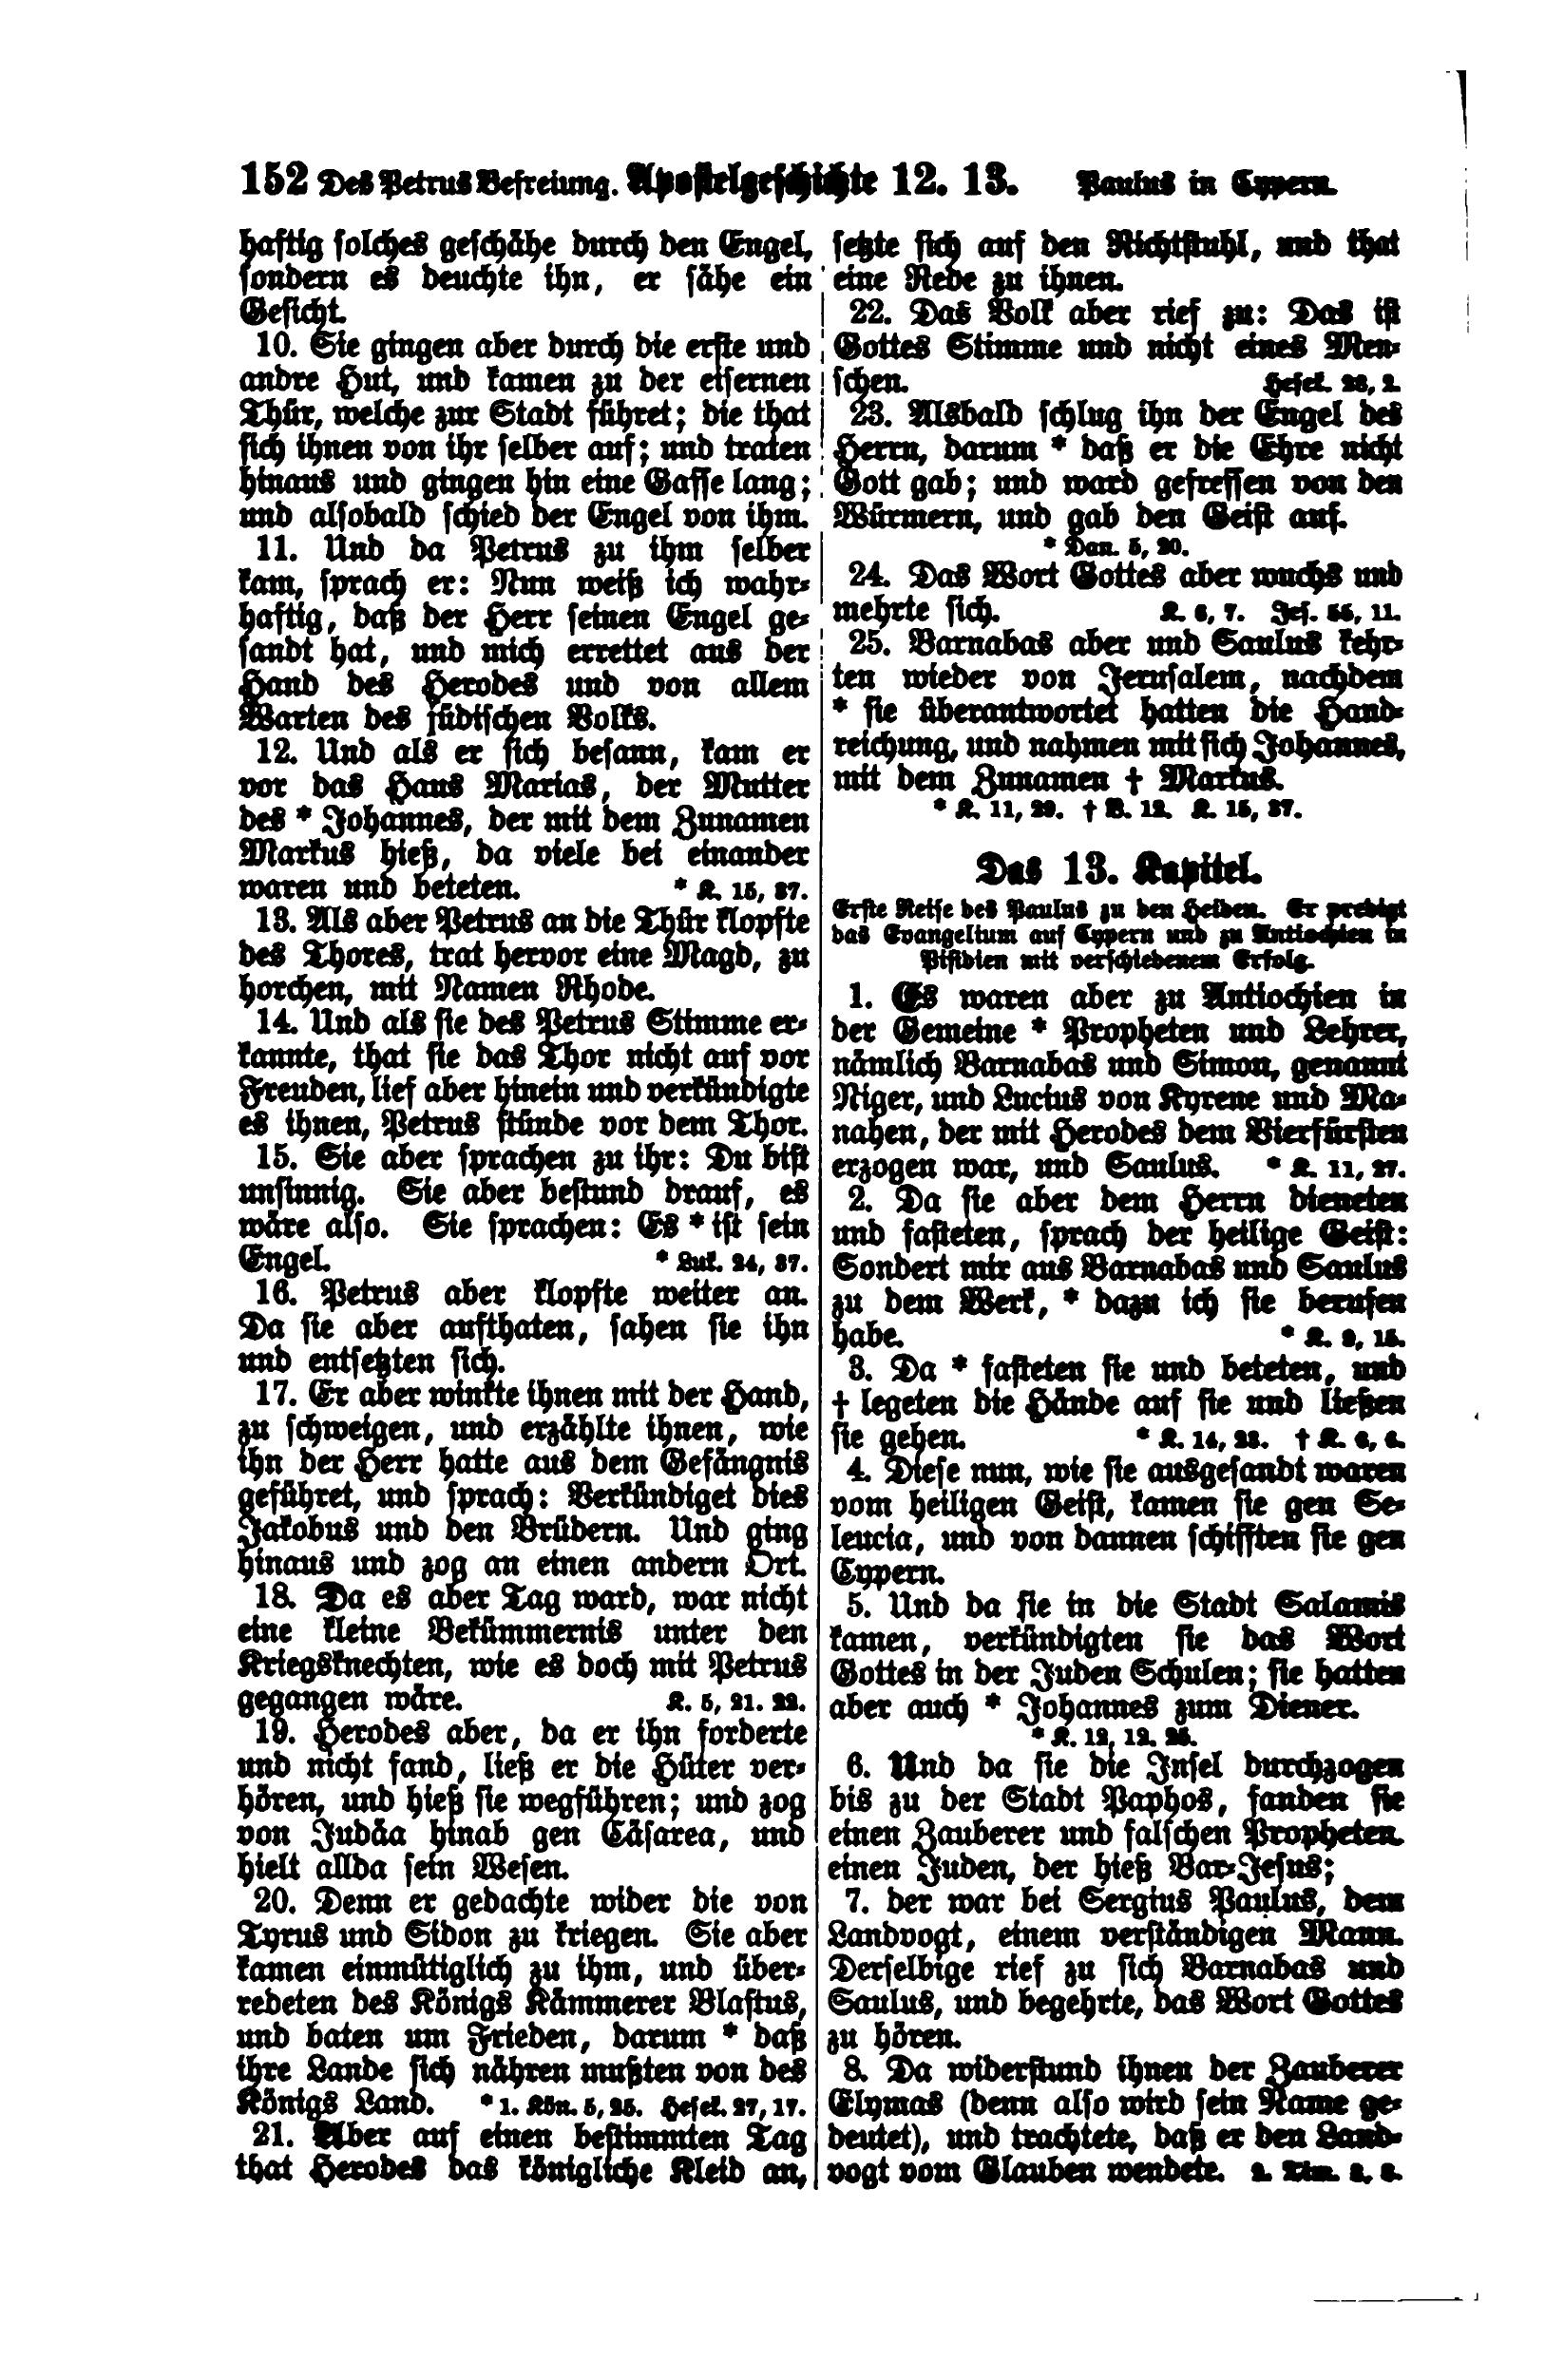 152 Des Petrus Befreiung. Apostelgeschichte 12. 13. Paulus in Cypern.
haftig solches geschähe durch den Engel,
sondern es deuchte ihn, er sähe ein
Gesicht.
10. Sie gingen aber durch die erste und
andre Hut, und kamen zu der eisernen
Thür, welche zur Stadt führet; die that
sich ihnen von ihr selber auf; und traten
hinaus und gingen hin eine Gasse lang;
und alsobald schied der Engel von ihm.
11. Und da Petrus zu ihm selber
kam, sprach er: Nun weiß ich wahr-
haftig, daß der Herr seinen Engel ge-
sandt hat, und mich errettet aus der
Hand des Herodes und von allem
Warten des jüdischen Volks.
12. Und als er sich besann, kam er
vor das Haus Marias, der Mutter
des * Johannes, der mit dem Zunamen
Markus hieß, da viele bei einander
waren und beteten. * K. 15, 37.
13. Als aber Petrus an die Thür klopfte
des Thores, trat hervor eine Magd, zu
horchen, mit Namen Rhode.
14. Und als sie des Petrus Stimme er-
kannte, that sie das Thor nicht auf vor
Freuden, lief aber hinein und verkündigte
es ihnen, Petrus stünde vor dem Thor.
15. Sie aber sprachen zu ihr: Du bist
unsinnig. Sie aber bestund drauf, es
wäre also. Sie sprachen: Es * ist sein
Engel. * Luk. 24, 37.
16. Petrus aber klopfte weiter an.
Da sie aber aufthaten, sahen sie ihn
und entsetzten sich.
17. Er aber winkte ihnen mit der Hand,
zu schweigen, und erzählte ihnen, wie
ihn der Herr hatte aus dem Gefängnis
geführet, und sprach: Verkündiget dies
Jakobus und den Brüdern. Und ging
hinaus und zog an einen andern Ort.
18. Da es aber Tag ward, war nicht
eine kleine Bekümmernis unter den
Kriegsknechten, wie es doch mit Petrus
gegangen wäre. K. 5, 21. 22.
19. Herodes aber, da er ihn forderte
und nicht fand, ließ er die Hüter ver-
hören, und hieß sie wegführen; und zog
von Judäa hinab gen Cäsarea, und
hielt allda sein Wesen.
20. Denn er gedachte wider die von
Tyrus und Sidon zu kriegen. Sie aber
kamen einmütiglich zu ihm, und über-
redeten des Königs Kämmerer Blastus,
und baten um Frieden, darum * daß
ihre Lande sich nähren mußten von des
Königs Land. * 1. Kön. 5, 25. Hesek. 27, 17.
21. Aber auf einen bestimmten Tag
that Herodes das königliche Kleid an,
setzte sich auf den Richtstuhl, und that
eine Rede zu ihnen.
22. Das Volk aber rief zu: Das ist
Gottes Stimme und nicht eines Men-
schen. Hesek. 28, 2.
23. Alsbald schlug ihn der Engel des
Herrn, darum * daß er die Ehre nicht
Gott gab; und ward gefressen von den
Würmern, und gab den Geist auf.
* Dan. 5, 20.
24. Das Wort Gottes aber wuchs und
mehrte sich. K. 6, 7. Jes. 55, 11.
25. Barnabas aber und Saulus kehr-
ten wieder von Jerusalem, nachdem
* sie überantwortet hatten die Hand-
reichung, und nahmen mit sich Johannes,
mit dem Zunamen † Markus.
* K. 11, 29. † V. 12. K. 15, 37.
Das 13. Kapitel.
Erste Reise des Paulus zu den Heiden. Er predigt
das Evangelium auf Cypern und zu Antiochien in
Pisidien mit verschiedenem Erfolg.
1. Es waren aber zu Antiochien in
der Gemeine * Propheten und Lehrer,
nämlich Barnabas und Simon, genannt
Niger, und Lucius von Kyrene und Ma-
nahen, der mit Herodes dem Vierfürsten
erzogen war, und Saulus. * K. 11, 27.
2. Da sie aber dem Herrn dieneten
und fasteten, sprach der heilige Geist:
Sondert mir aus Barnabas und Saulus
zu dem Werk, * dazu ich sie berufen
habe. * K. 9, 15.
3. Da * fasteten sie und beteten, und
† legeten die Hände auf sie und ließen
sie gehen. * K. 14, 23. † K. 6, 6.
4. Diese nun, wie sie ausgesandt waren
vom heiligen Geist, kamen sie gen Se-
leucia, und von dannen schifften sie gen
Cypern.
5. Und da sie in die Stadt Salamis
kamen, verkündigten sie das Wort
Gottes in der Juden Schulen; sie hatten
aber auch * Johannes zum Diener.
* K. 12, 12. 25.
6. Und da sie die Insel durchzogen
bis zu der Stadt Paphos, fanden sie
einen Zauberer und falschen Propheten,
einen Juden, der hieß Bar-Jesus;
7. der war bei Sergius Paulus, dem
Landvogt, einem verständigen Mann.
Derselbige rief zu sich Barnabas und
Saulus, und begehrte, das Wort Gottes
zu hören.
8. Da widerstund ihnen der Zauberer
Elymas (denn also wird sein Name ge-
deutet), und trachtete, daß er den Land-
vogt vom Glauben wendete. 2. Tim. 3, 8.